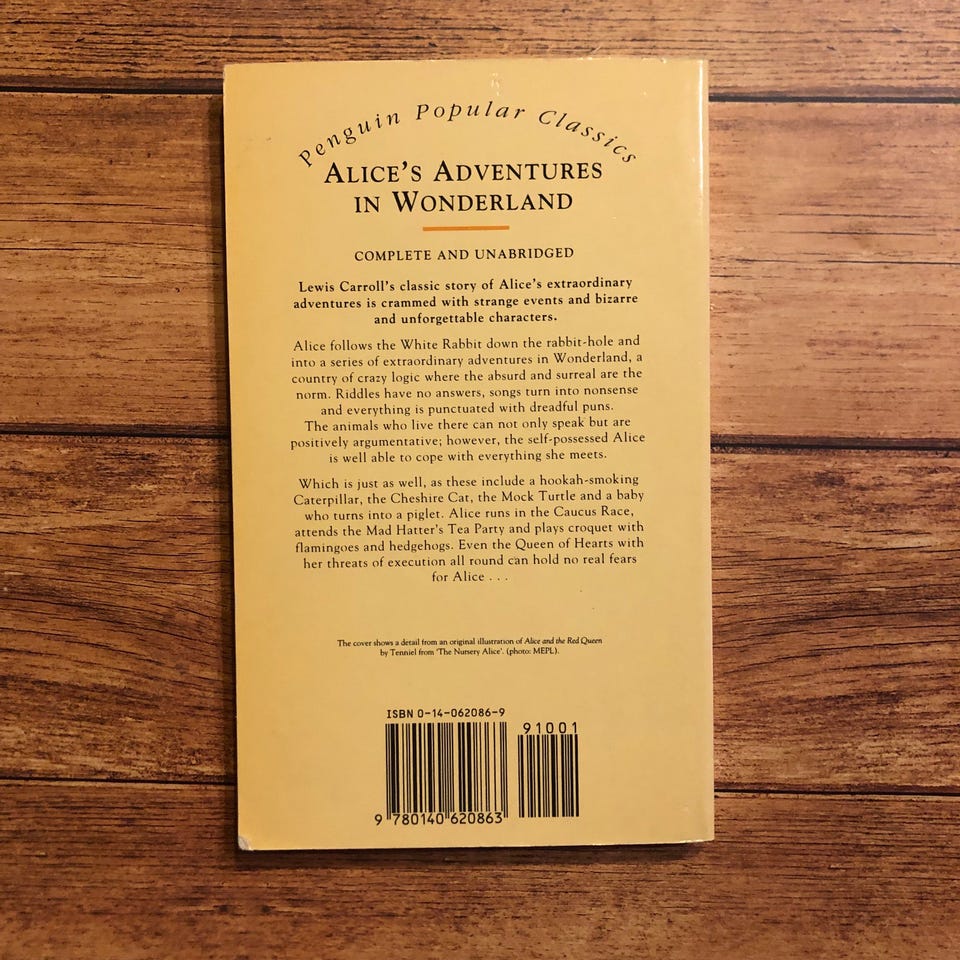 Penguin Popular Classics
ALICE'S ADVENTURES
IN WONDERLAND
COMPLETE AND UNABRIDGED
Lewis Carroll's classic story of Alice's extraordinary
adventures is crammed with strange events and bizarre
and unforgettable characters.
Alice follows the White Rabbit down the rabbit-hole and
into a series of extraordinary adventures in Wonderland, a
country of crazy logic where the absurd and surreal are the
norm. Riddles have no answers, songs turn into nonsense
and everything is punctuated with dreadful puns.
The animals who live there can not only speak but are
positively argumentative; however, the self-possessed Alice
is well able to cope with everything she meets.
Which is just as well, as these include a hookah-smoking
Caterpillar, the Cheshire Cat, the Mock Turtle and a baby
who turns into a piglet. Alice runs in the Caucus Race,
attends the Mad Hatter's Tea Party and plays croquet with
flamingoes and hedgehogs. Even the Queen of Hearts with
her threats of execution all round can hold no real fears
for Alice . . .
The cover shows a detail from an original illustration of Alice and the Red Queen
by Tenniel from 'The Nursery Alice'. (photo: MEPL).
ISBN 0-14-062086-9
91001
9 780140 620863